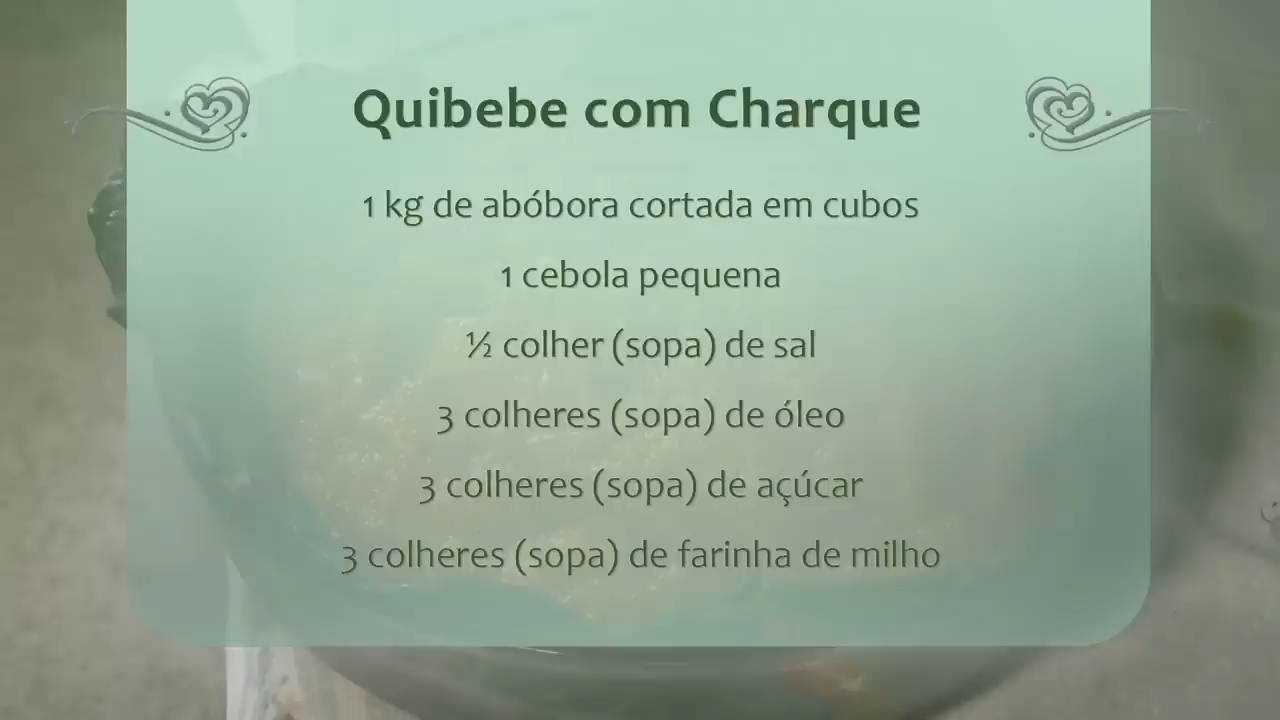 Quibebe com Charque
1 kg de abóbora cortada em cubos
1 cebola pequena
½ colher (sopa) de sal
3 colheres (sopa) de óleo
3 colheres (sopa) de açúcar
3 colheres (sopa) de farinha de milho